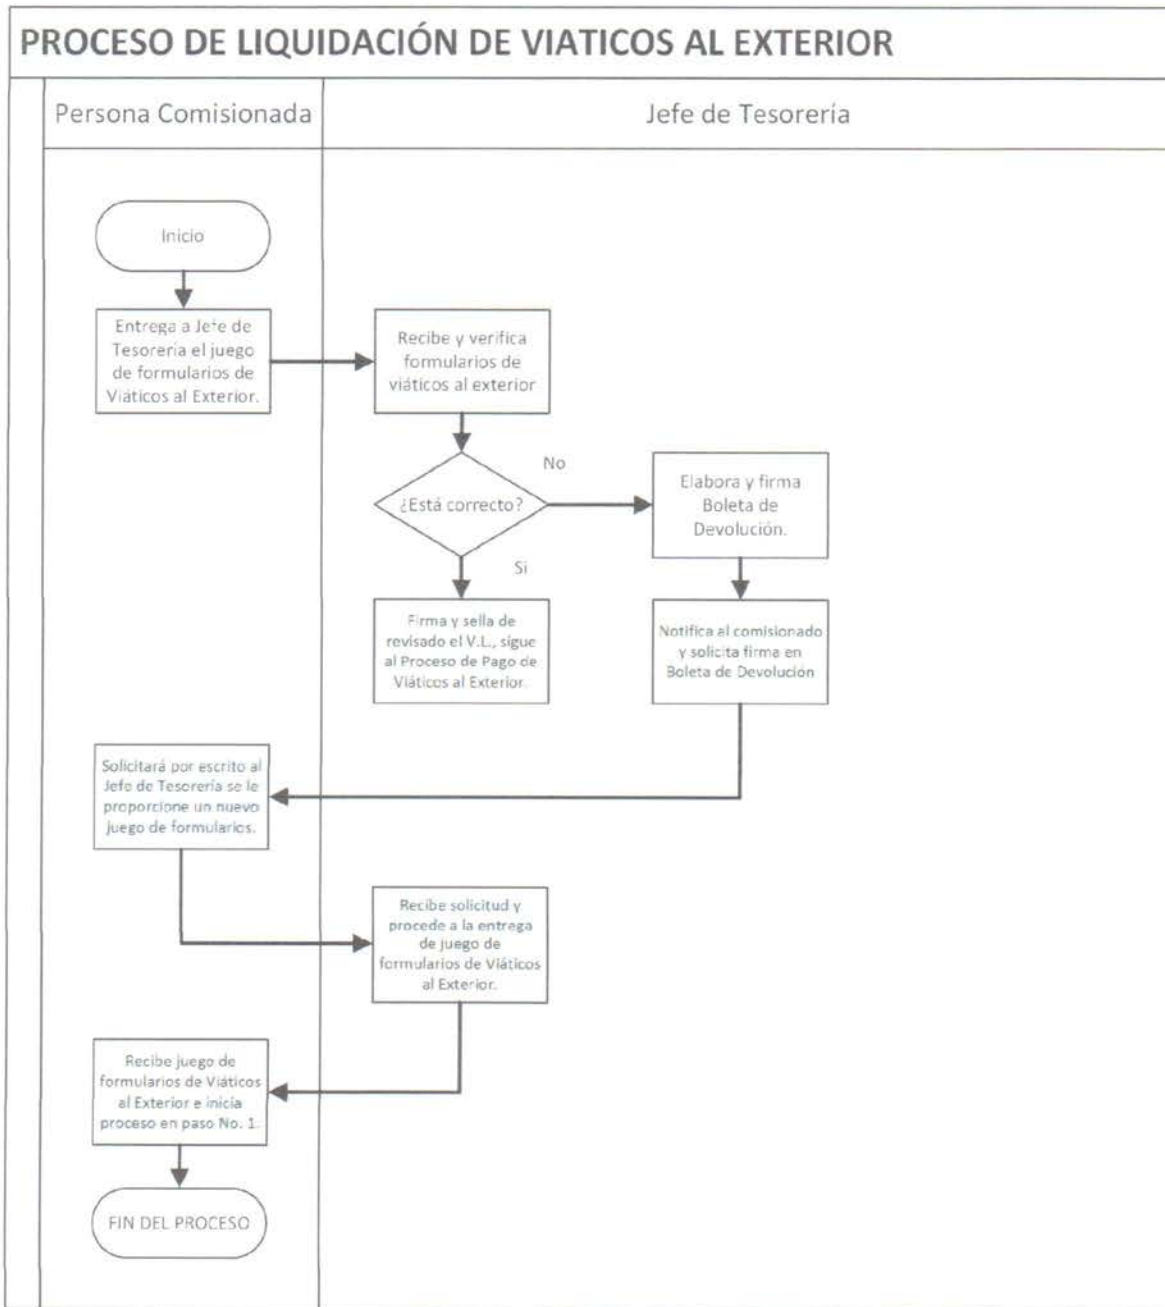 PROCESO DE LIQUIDACIÓN DE VIATICOS AL EXTERIOR
Persona Comisionada
Jefe de Tesorería
Inicio
Entrega a Jefe de
Tesorería el juego
de formularios de
Viáticos al Exterior.
Recibe y verifica
formularios de
viáticos al exterior
¿Está correcto?
No
Elabora y firma
Boleta de
Devolución.
Si
Firma y sella de
revisado el V.L., sigue
al Proceso de Pago de
Viáticos al Exterior.
Notifica al comisionado
y solicita firma en
Boleta de Devolución
Solicitará por escrito al
Jefe de Tesorería se le
proporcione un nuevo
juego de formularios.
Recibe solicitud y
procede a la entrega
de juego de
formularios de Viáticos
al Exterior.
Recibe juego de
formularios de Viáticos
al Exterior e inicia
proceso en paso No. 1.
FIN DEL PROCESO